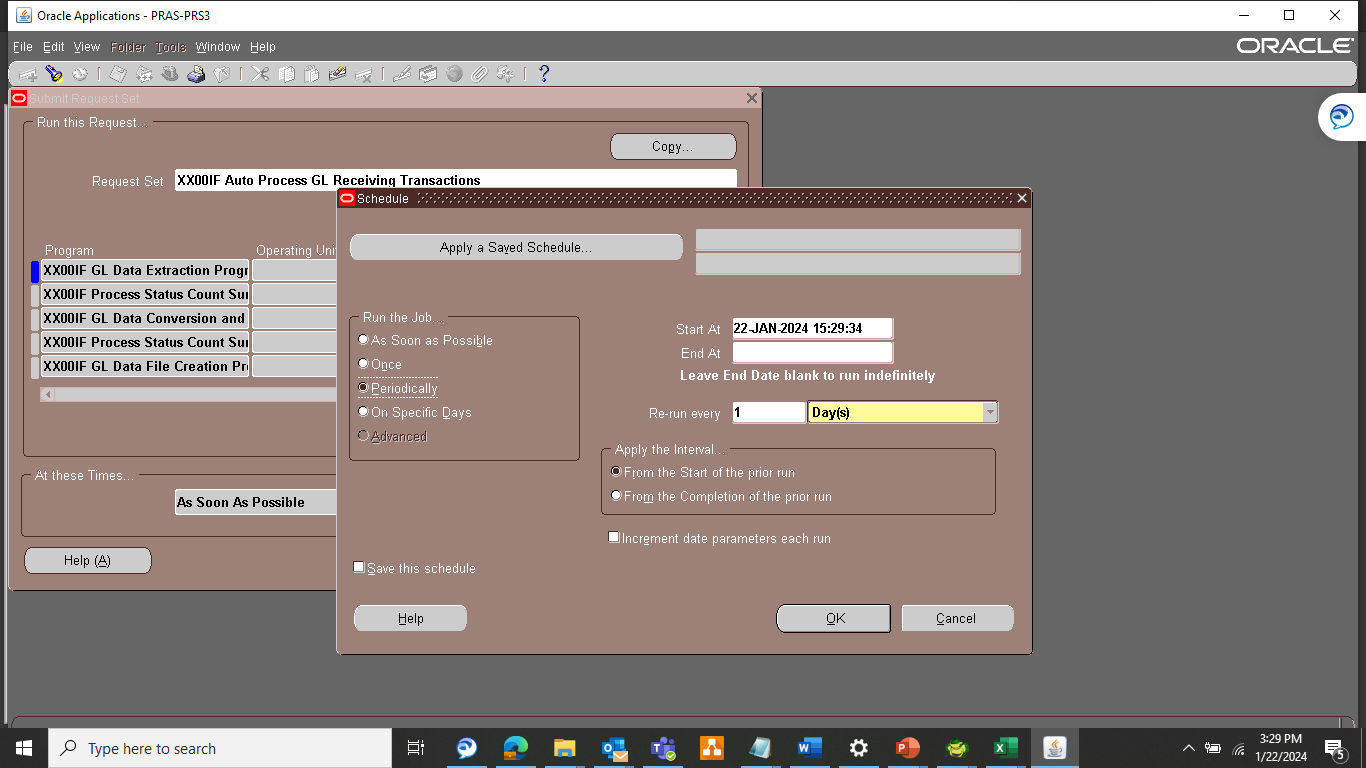 Oracle Applications - PRAS-PRS3
File Edit View Folder Tools Window Help
ORACLE
Submit Request Set
Run this Request...
Copy...
Request Set XX00IF Auto Process GL Receiving Transactions
Schedule
Apply a Saved Schedule...
Program Operating Uni
XX00IF GL Data Extraction Progr
XX00IF Process Status Count Su
XX00IF GL Data Conversion and
XX00IF Process Status Count Su
XX00IF GL Data File Creation Pr
Run the Job...
As Soon as Possible
Once
Periodically
On Specific Days
Advanced
Start At 22-JAN-2024 15:29:34
End At
Leave End Date blank to run indefinitely
Re-run every 1 Day(s)
Apply the Interval...
From the Start of the prior run
From the Completion of the prior run
Increment date parameters each run
Save this schedule
Help OK Cancel
At these Times...
As Soon As Possible
Help (A)
Type here to search
3:29 PM
1/22/2024
5